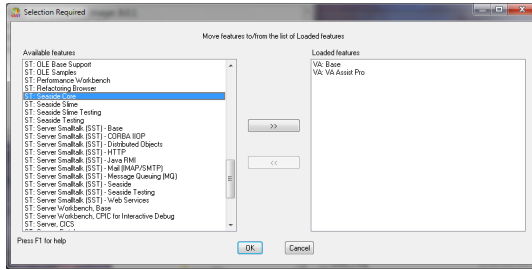 Selection Required
Move features to/from the list of Loaded features
Available features
Loaded features
ST: OLE Base Support
ST: OLE Samples
ST: Performance Workbench
ST: Refactoring Browser
ST: Seaside Core
ST: Seaside Slime
ST: Seaside Slime Testing
ST: Seaside Testing
ST: Server Smalltalk (SST) - Base
ST: Server Smalltalk (SST) - CORBA IIOP
ST: Server Smalltalk (SST) - Distributed Objects
ST: Server Smalltalk (SST) - HTTP
ST: Server Smalltalk (SST) - Java RMI
ST: Server Smalltalk (SST) - Mail (IMAP/SMTP)
ST: Server Smalltalk (SST) - Message Queuing (MQ)
ST: Server Smalltalk (SST) - Seaside
ST: Server Smalltalk (SST) - Seaside Testing
ST: Server Smalltalk (SST) - Web Services
ST: Server Workbench, Base
ST: Server Workbench, CPIC for Interactive Debug
ST: Server, CICS
VA: Base
VA: VA Assist Pro
>>
<<
Press F1 for help
OK
Cancel